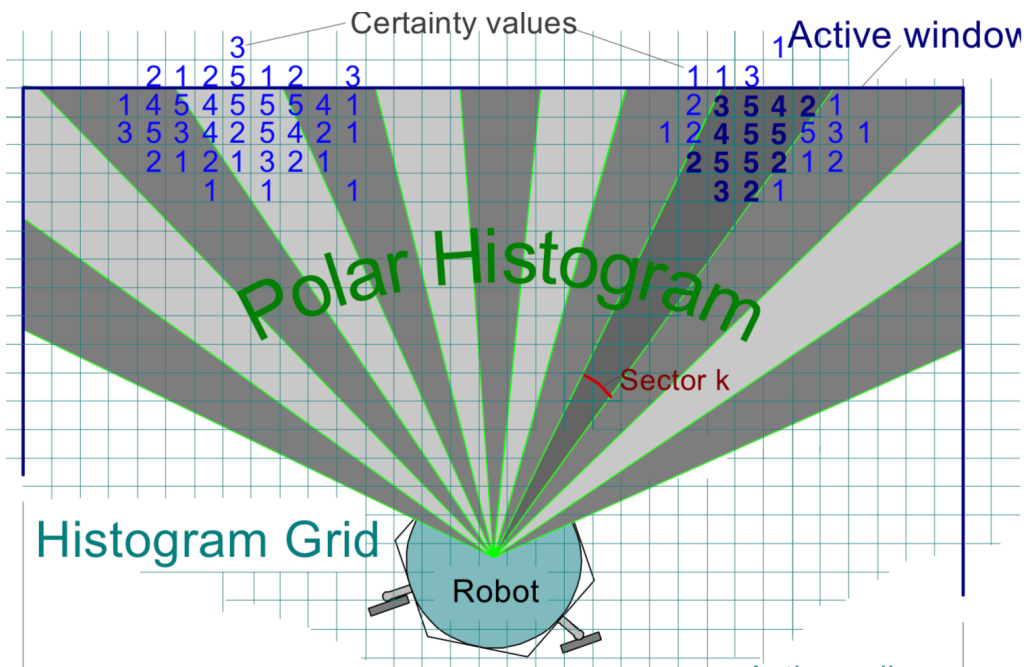 Certainty values
1 Active window
3
2 1 2 5 1 2 3
1 1 3
1 4 5 4 5 5 5 4 1
2 3 5 4 2 1
3 5 3 4 2 5 4 2 1
1 2 4 5 5 5 3 1
2 1 2 1 3 2 1
2 5 5 2 1 2
1 1 1
3 2 1
Polar Histogram
Sector k
Histogram Grid
Robot